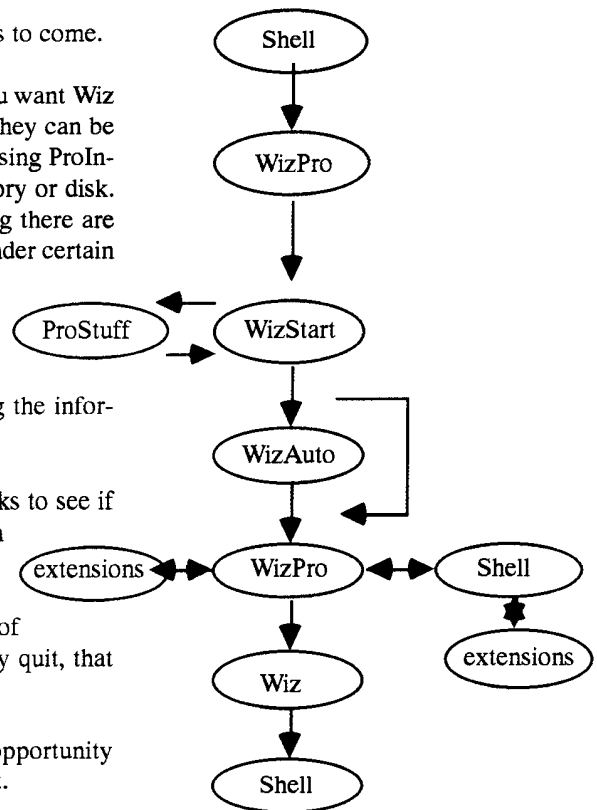 s to come.
u want Wiz
hey can be
sing ProIn-
ory or disk.
g there are
nder certain
g the infor-
ks to see if
of
y quit, that
opportunity
Shell
WizPro
ProStuff
WizStart
WizAuto
extensions
WizPro
Shell
extensions
Wiz
Shell